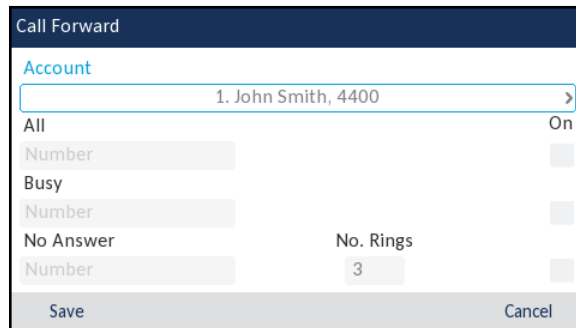 Call Forward
Account
1. John Smith, 4400
All On
Number
Busy
Number
No Answer No. Rings
Number 3
Save Cancel